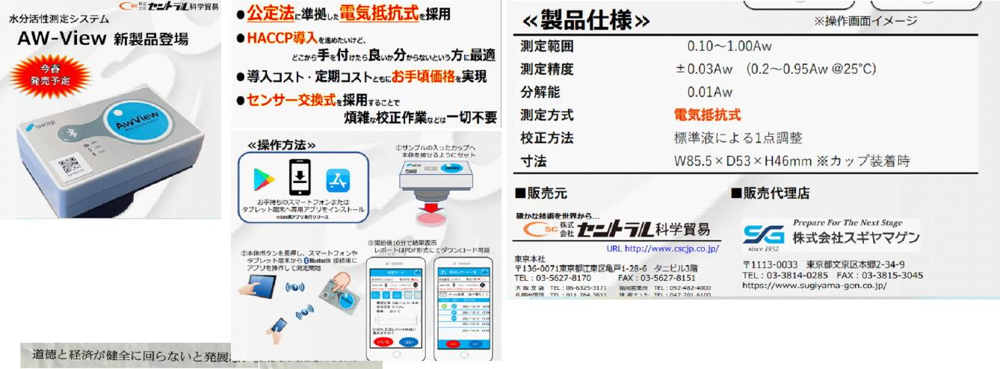 CSC 株式会社 セントラル科学貿易
水分活性測定システム
AW-View 新製品登場
今春
発売予定
AwView
●公定法に準拠した電気抵抗式を採用
●HACCP導入を進めたいけど、
どこから手を付けたら良いか分からないという方に最適
●導入コスト・定期コストともにお手頃価格を実現
●センサー交換式を採用することで
煩雑な校正作業などは一切不要
≪操作方法≫
お手持ちのスマートフォンまたは
タブレット端末へ専用アプリをインストール
①サンプルの入ったカップへ
本体を被せるようにセット
AwView
②本体ボタンを長押し、スマートフォンや
タブレット端末から Bluetooth 接続後に
アプリを操作して測定開始
③開始後10分で結果表示
レポートはPDF形式にてダウンロード可能
いいえ
はい
※操作画面イメージ
≪製品仕様≫
測定範囲 0.10～1.00Aw
測定精度 ±0.03Aw （0.2～0.95Aw @25℃）
分解能 0.01Aw
測定方式 電気抵抗式
校正方法 標準液による1点調整
寸法 W85.5×D53×H46mm ※カップ装着時
■販売元
確かな技術を世界から…
CSC 株式会社 セントラル科学貿易
URL http://www.cscjp.co.jp/
東京本社
〒136-0071東京都江東区亀戸1-28-6 タニビル3階
TEL：03-5627-8170 FAX：03-5627-8151
大阪支店 TEL：06-6325-3171 福岡営業所 TEL：092-482-4000
札幌出張所 TEL：011-764-3611 技術センター TEL：047-701-6100
■販売代理店
SG
since 1932
Prepare For The Next Stage
株式会社スギヤマゲン
〒1113-0033 東京都文京区本郷2-34-9
TEL：03-3814-0285 FAX：03-3815-3045
https://www.sugiyama-gen.co.jp/
道徳と経済が健全に回らないと発展